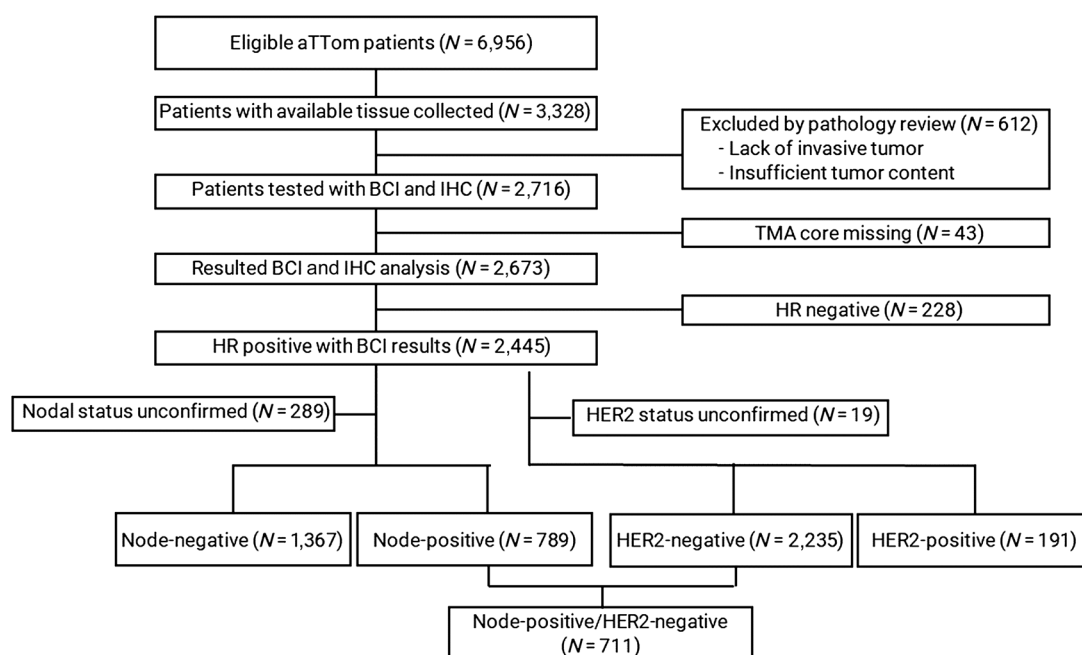 Eligible aTTom patients (N = 6,956)
Patients with available tissue collected (N = 3,328)
Excluded by pathology review (N = 612)
- Lack of invasive tumor
- Insufficient tumor content
Patients tested with BCI and IHC (N = 2,716)
TMA core missing (N = 43)
Resulted BCI and IHC analysis (N = 2,673)
HR negative (N = 228)
HR positive with BCI results (N = 2,445)
Nodal status unconfirmed (N = 289)
HER2 status unconfirmed (N = 19)
Node-negative (N = 1,367)
Node-positive (N = 789)
HER2-negative (N = 2,235)
HER2-positive (N = 191)
Node-positive/HER2-negative
(N = 711)